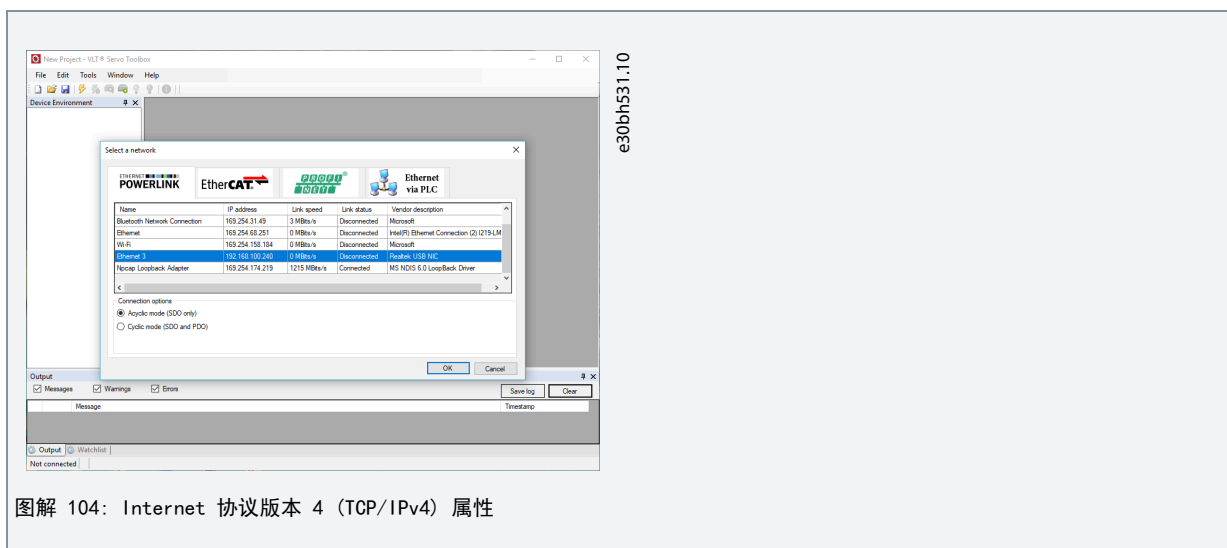 New Project - VLT® Servo Toolbox
File Edit Tools Window Help
Device Environment
Select a network
ETHERNET
POWERLINK
EtherCAT
PROFI
NET
Ethernet
via PLC
Name IP address Link speed Link status Vendor description
Bluetooth Network Connection 169.254.31.49 3 MBits/s Disconnected Microsoft
Ethernet 169.254.68.251 0 MBits/s Disconnected Intel(R) Ethernet Connection (2) I219-LM
Wi-Fi 169.254.158.184 0 MBits/s Disconnected Microsoft
Ethernet 3 192.168.100.240 0 MBits/s Disconnected Realtek USB NIC
Npcap Loopback Adapter 169.254.174.219 1215 MBits/s Connected MS NDIS 6.0 LoopBack Driver
Connection options
Acyclic mode (SDO only)
Cyclic mode (SDO and PDO)
OK Cancel
Output
Messages Warnings Errors Save log Clear
Message Timestamp
Output Watchlist
Not connected
e30bh531.10
图解 104: Internet 协议版本 4 (TCP/IPv4) 属性